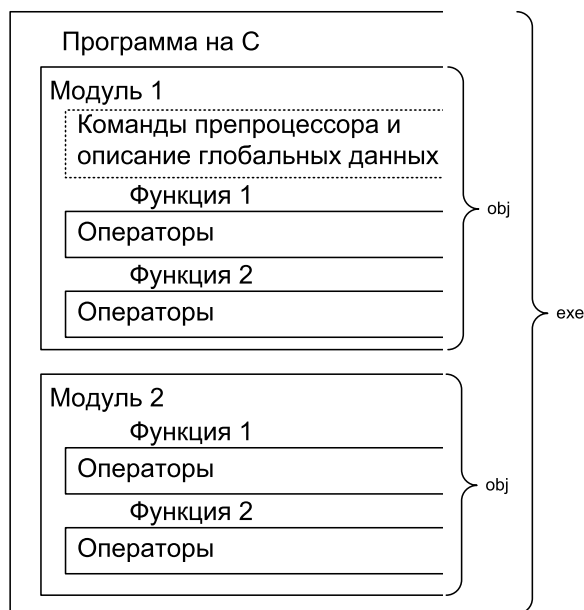 Программа на С
Модуль 1
Команды препроцессора и
описание глобальных данных
Функция 1
Операторы
Функция 2
Операторы
obj
exe
Модуль 2
Функция 1
Операторы
Функция 2
Операторы
obj